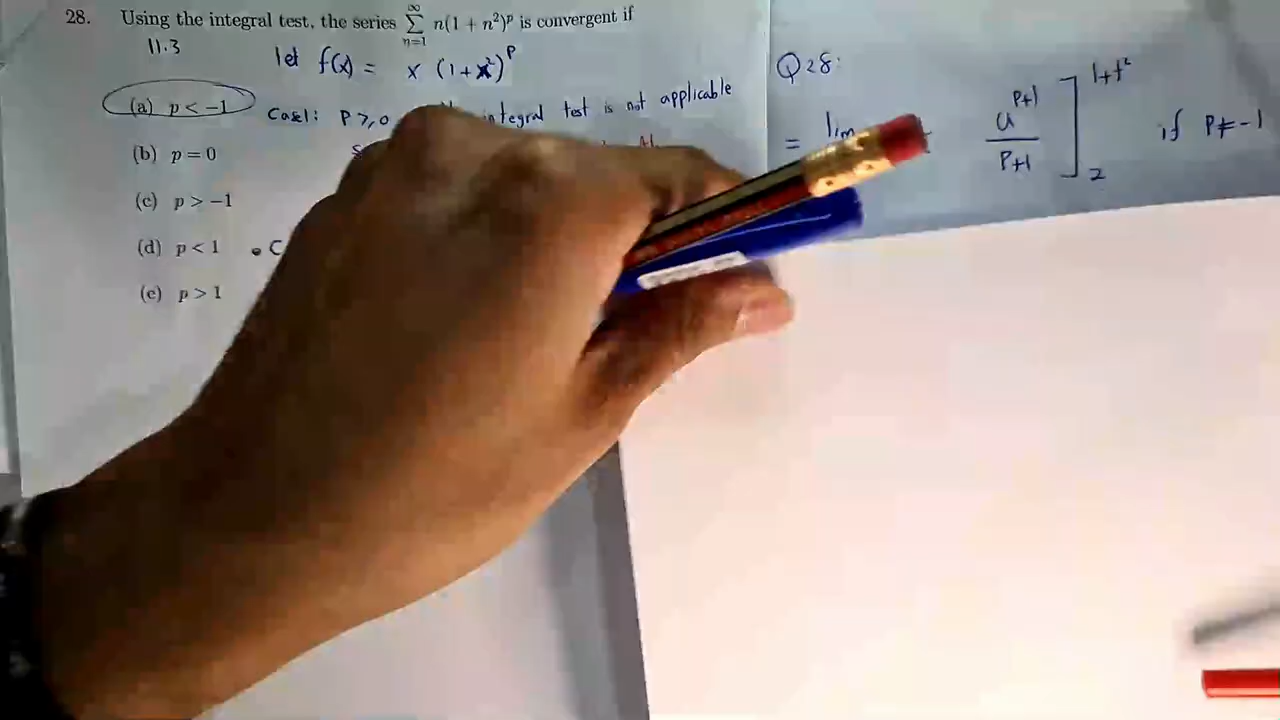 28. Using the integral test, the series ∑_{n=1}^{∞} n(1 + n²)^p is convergent if
11.3
let f(x) = x (1+x²)^p
(a) p < −1
Case1: P ≥ 0 integral test is not applicable
(b) p = 0
(c) p > −1
(d) p < 1
(e) p > 1
Q28:
= lim u^{P+1}/P+1 ]_2^{1+t²} if P≠-1